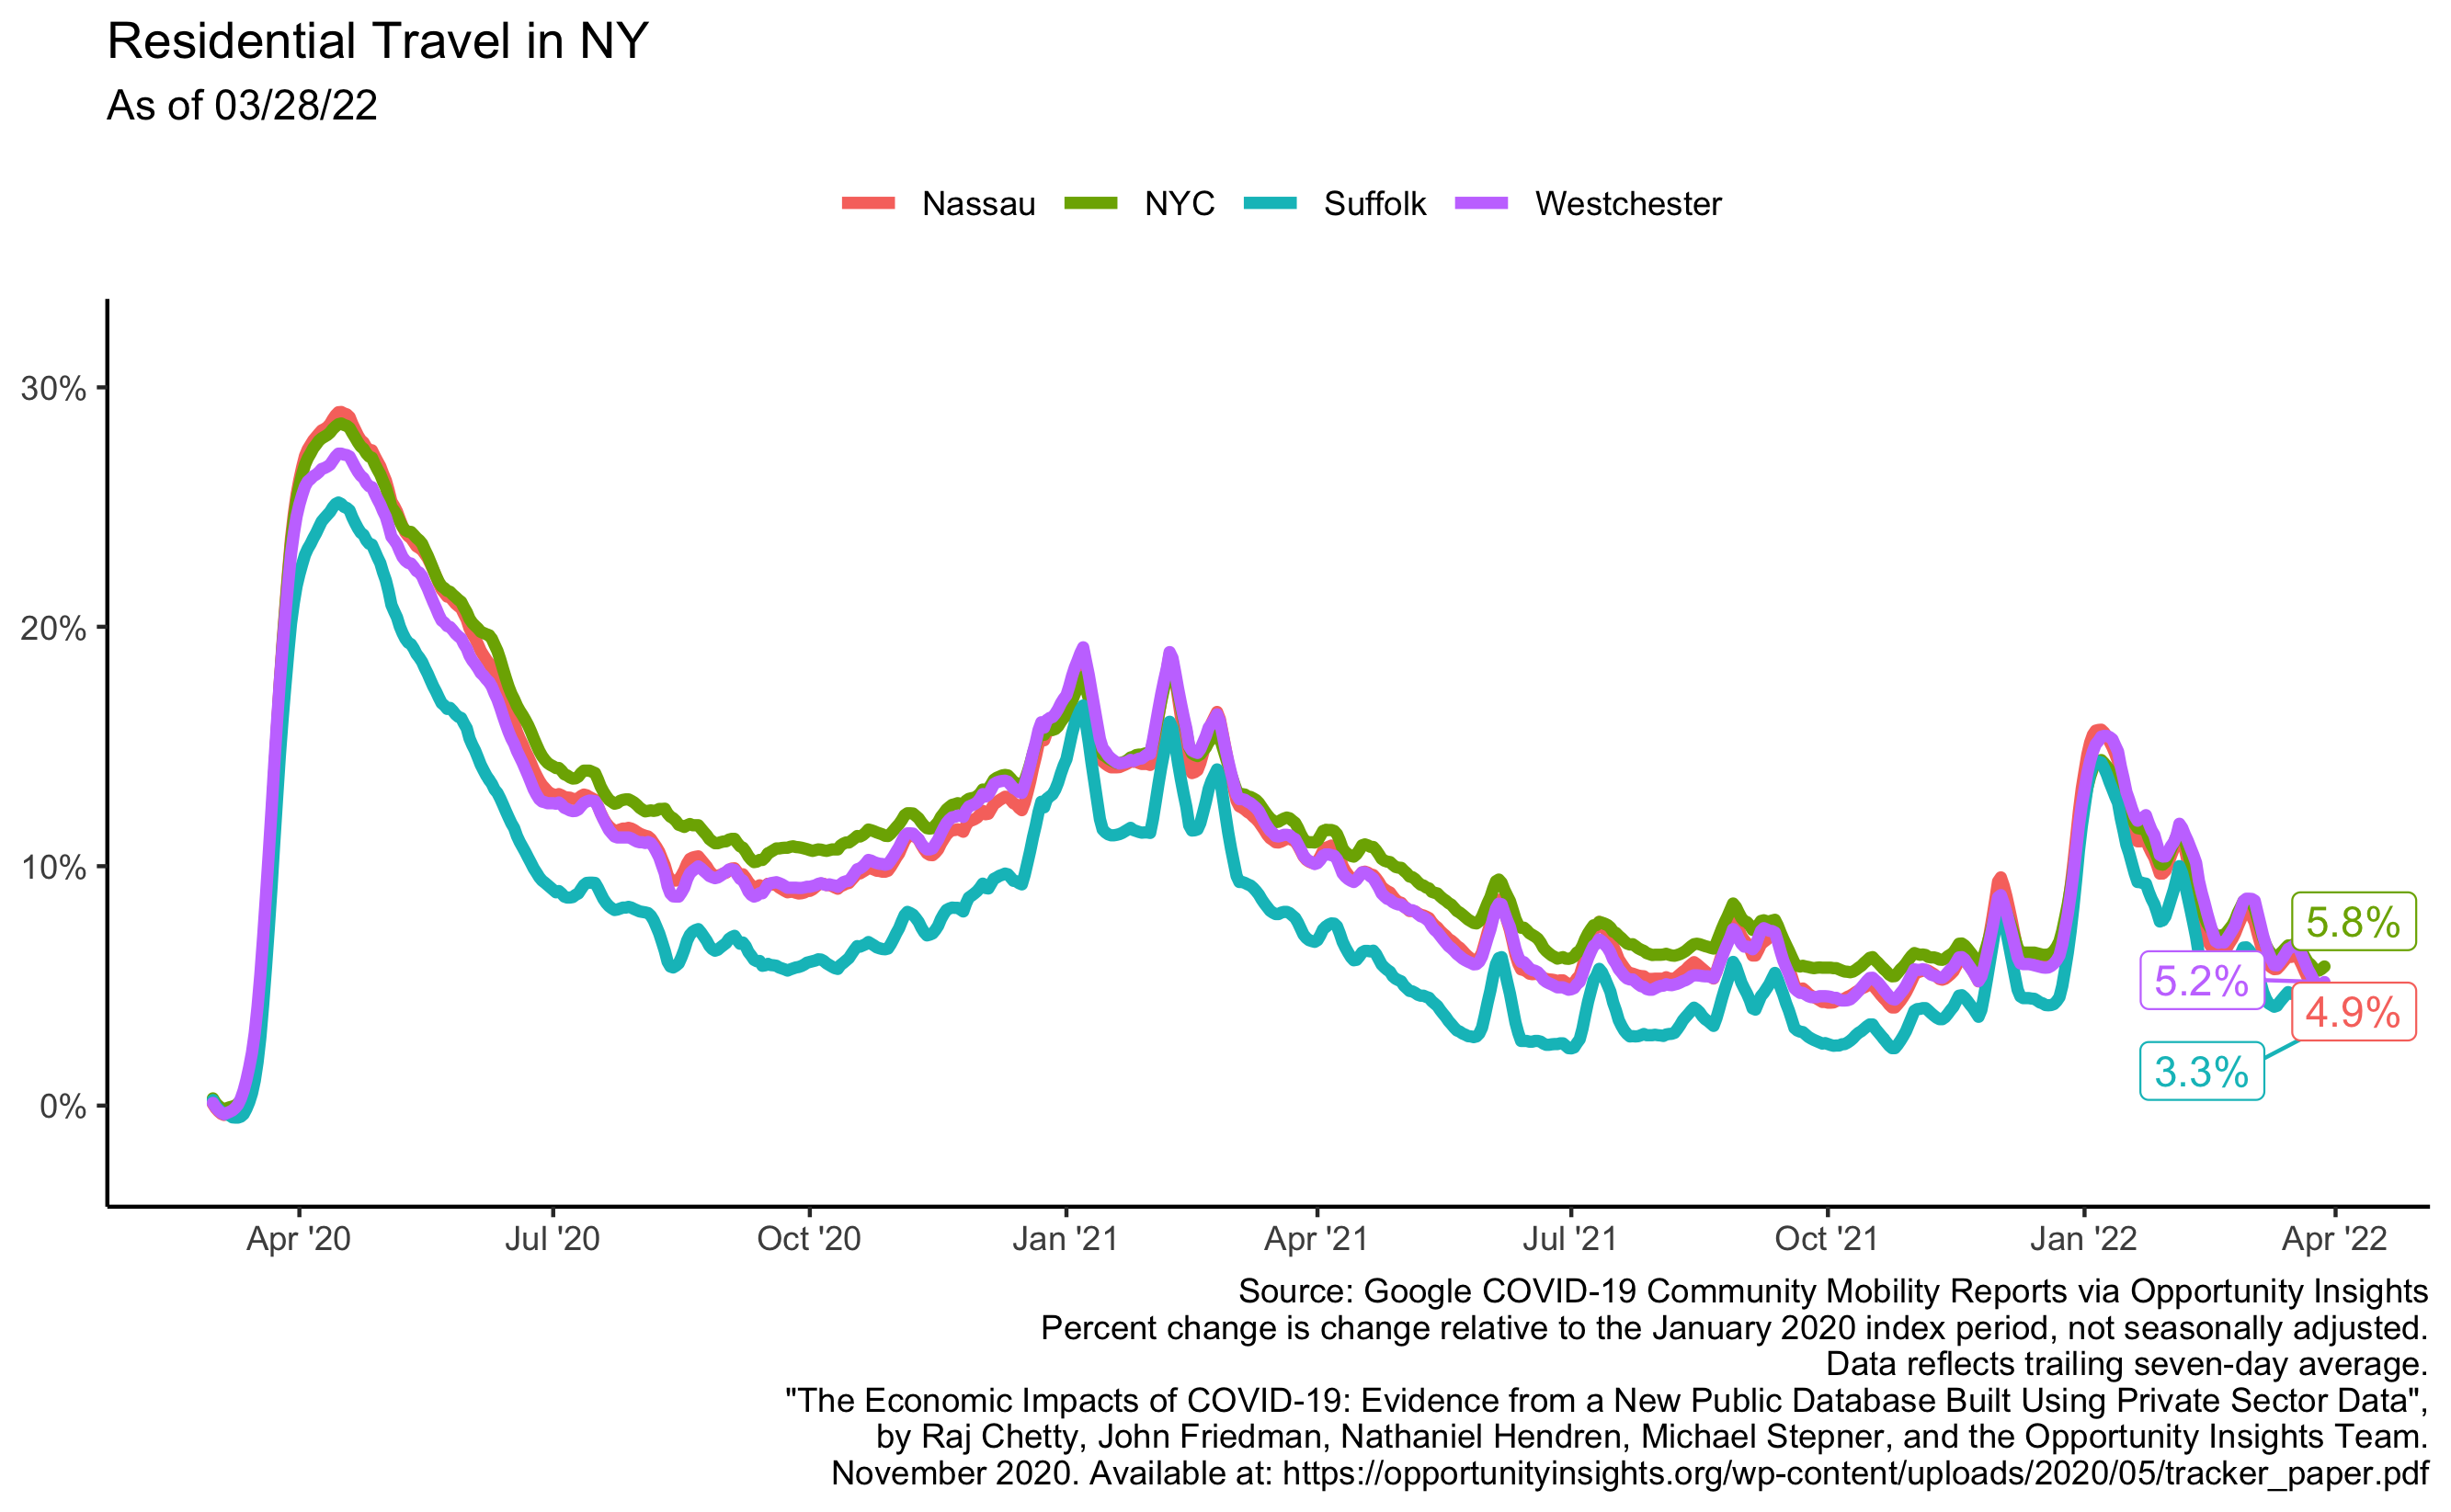 Residential Travel in NY
As of 03/28/22
Nassau NYC Suffolk Westchester
30%
20%
10%
0%
5.8%
5.2%
4.9%
3.3%
Apr '20 Jul '20 Oct '20 Jan '21 Apr '21 Jul '21 Oct '21 Jan '22 Apr '22
Source: Google COVID-19 Community Mobility Reports via Opportunity Insights
Percent change is change relative to the January 2020 index period, not seasonally adjusted.
Data reflects trailing seven-day average.
"The Economic Impacts of COVID-19: Evidence from a New Public Database Built Using Private Sector Data",
by Raj Chetty, John Friedman, Nathaniel Hendren, Michael Stepner, and the Opportunity Insights Team.
November 2020. Available at: https://opportunityinsights.org/wp-content/uploads/2020/05/tracker_paper.pdf